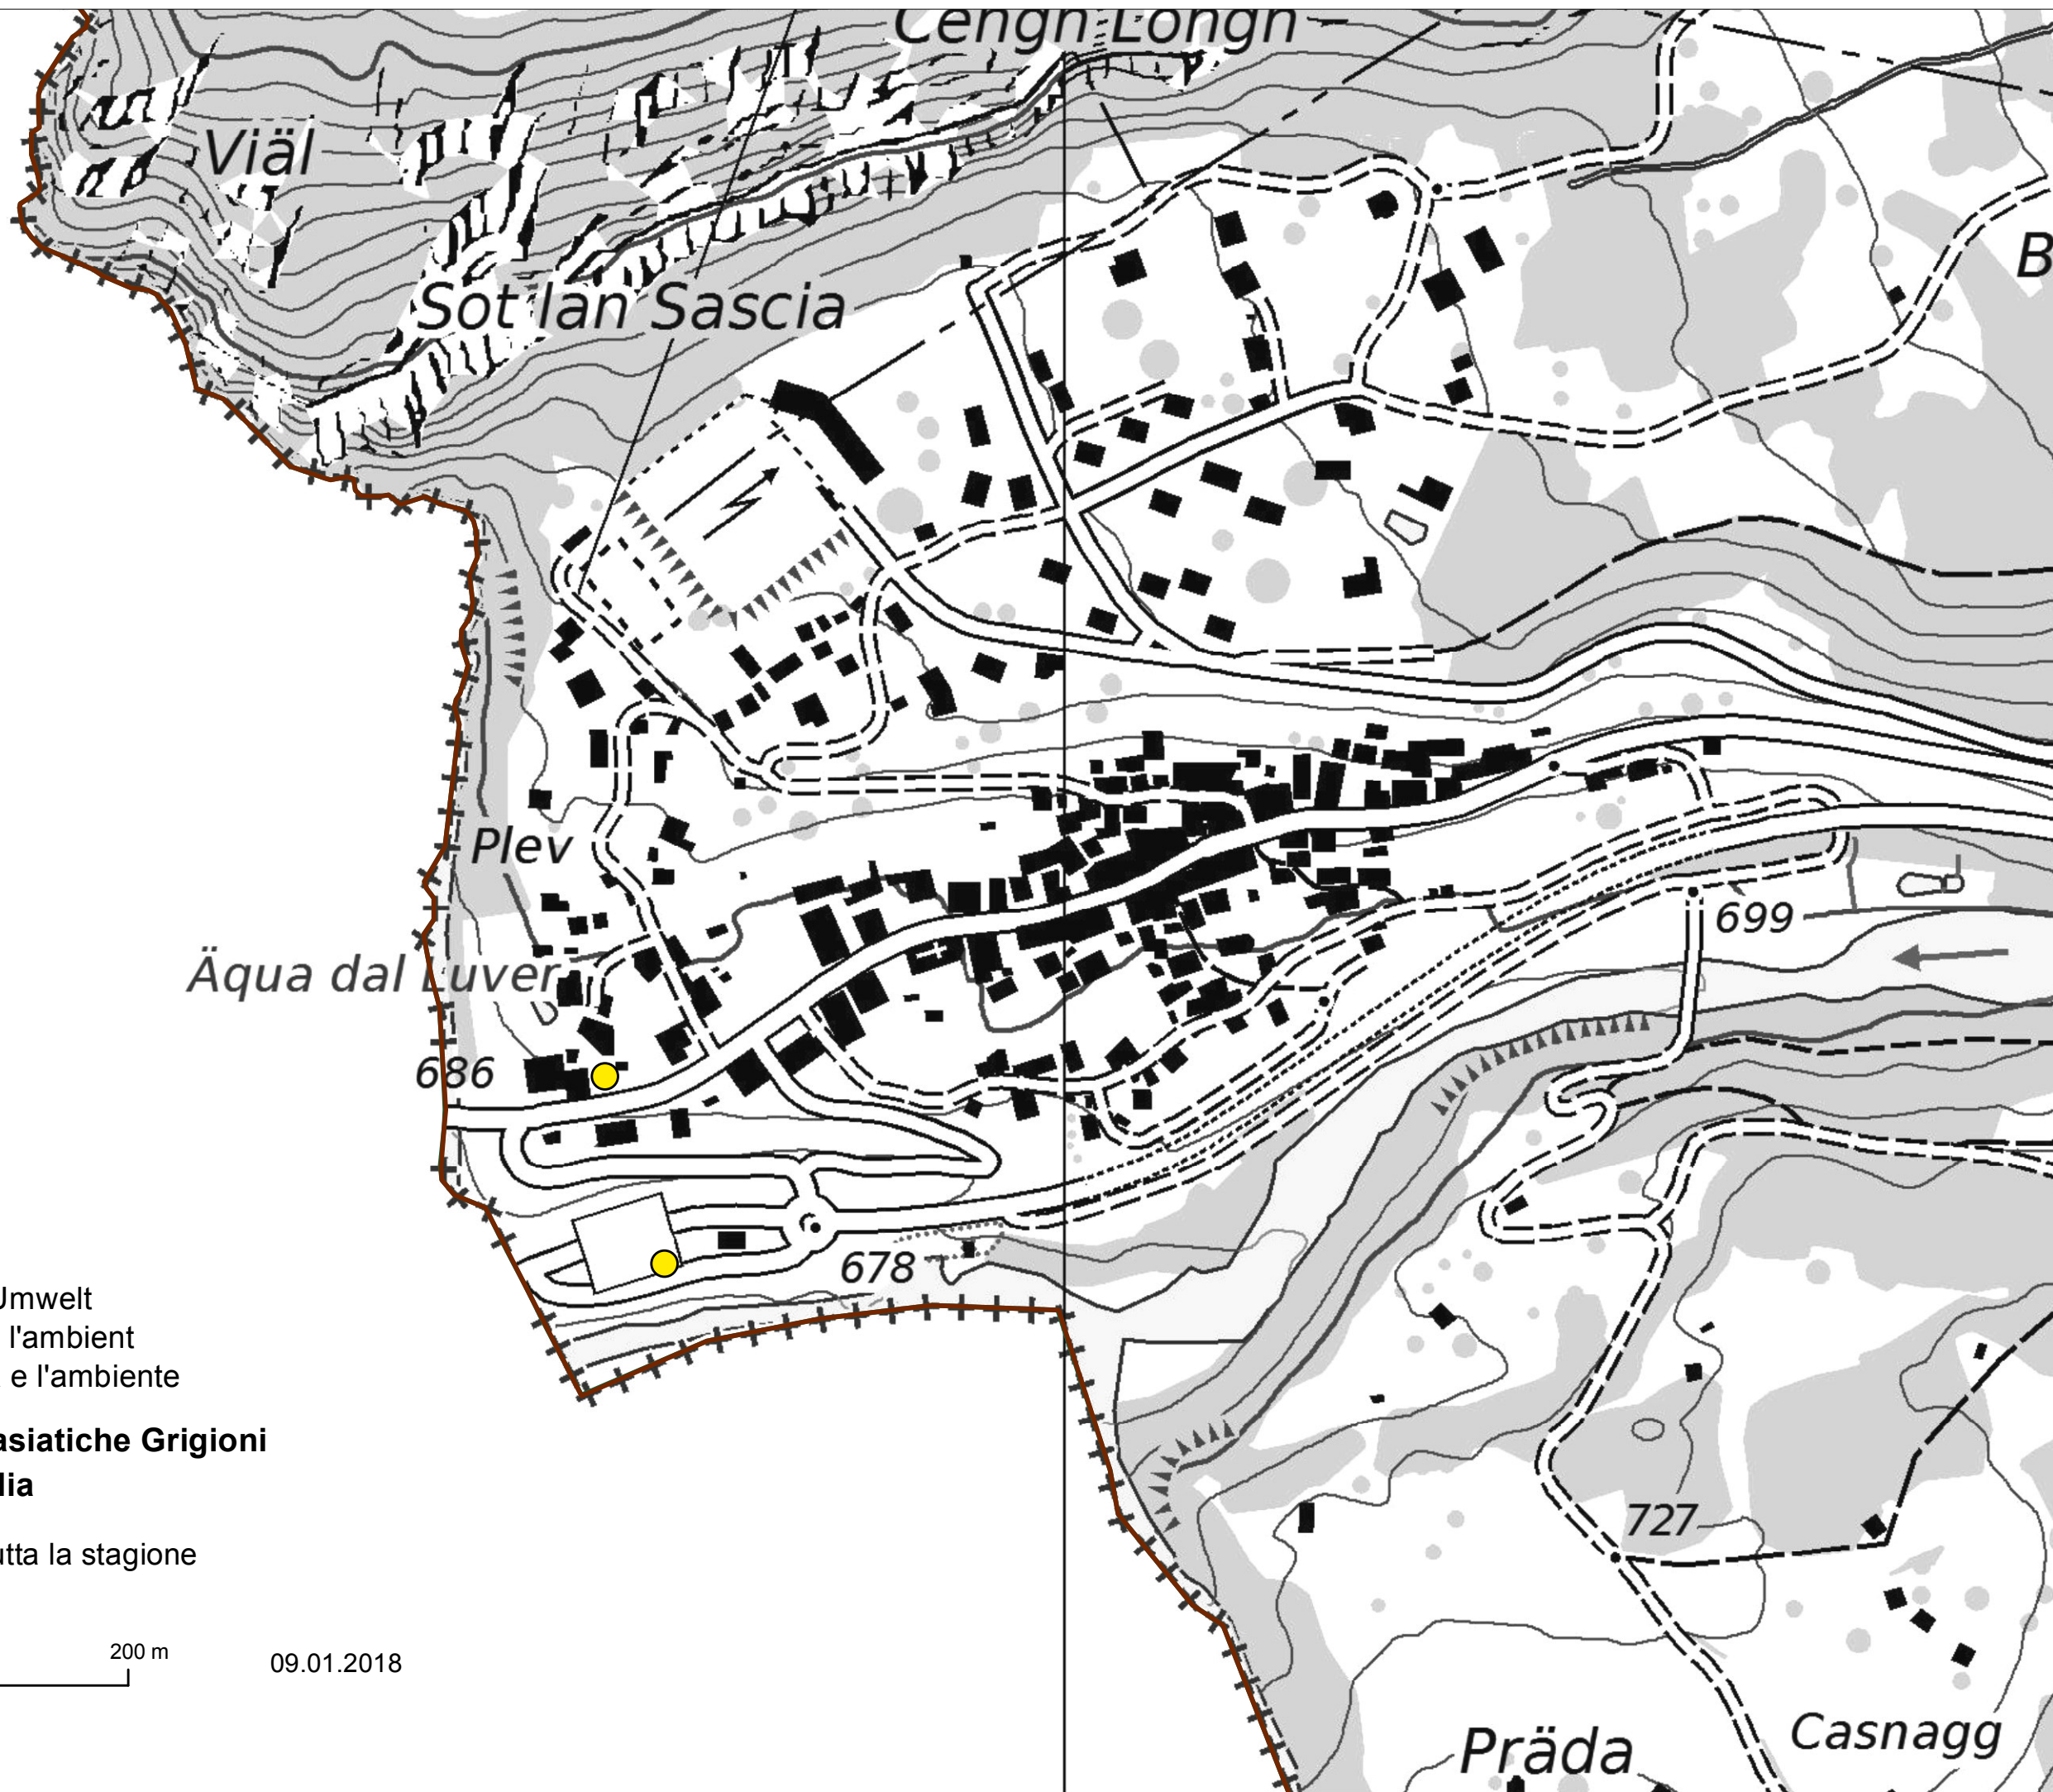 Cengn Longn
Viäl
B
Sot Ian Sascia
Plev
699
Äqua dal Luver
686
678
Umwelt
l'ambient
e l'ambiente
asiatiche Grigioni
lia
utta la stagione
727
200 m
09.01.2018
Präda
Casnagg